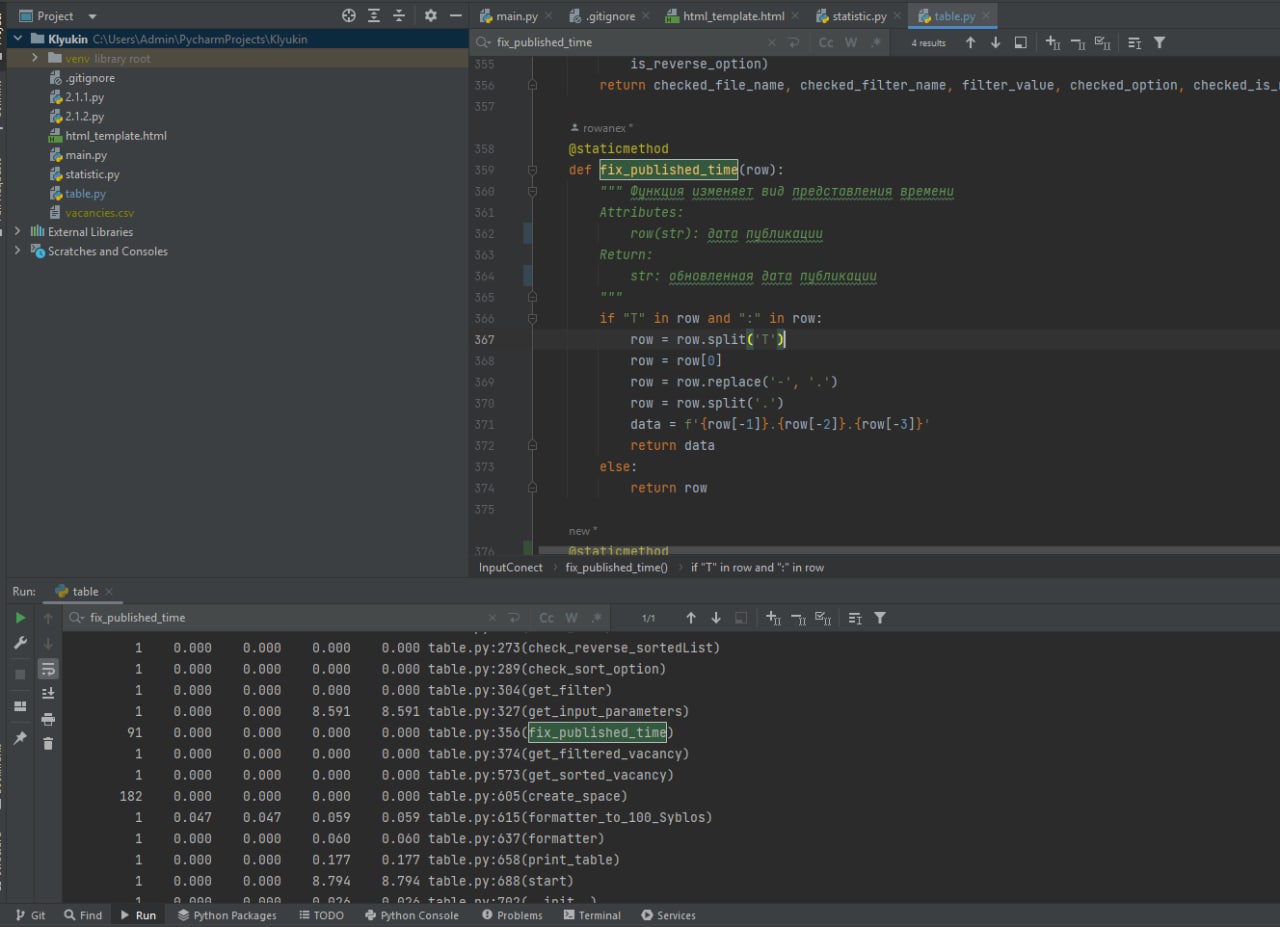 Project
main.py
.gitignore
html_template.html
statistic.py
table.py
Klyukin C:\Users\Admin\PycharmProjects\Klyukin
venv library root
.gitignore
2.1.1.py
2.1.2.py
html_template.html
main.py
statistic.py
table.py
vacancies.csv
External Libraries
Scratches and Consoles
fix_published_time
Cc W .* 4 results
355 is_reverse_option)
356 return checked_file_name, checked_filter_name, filter_value, checked_option, checked_is_
357
rowanex *
358 @staticmethod
359 def fix_published_time(row):
360 """ Функция изменяет вид представления времени
361 Attributes:
362 row(str): дата публикации
363 Return:
364 str: обновленная дата публикации
365 """
366 if "T" in row and ":" in row:
367 row = row.split('T')
368 row = row[0]
369 row = row.replace('-', '.')
370 row = row.split('.')
371 data = f'{row[-1]}.{row[-2]}.{row[-3]}'
372 return data
373 else:
374 return row
375
new *
376 @staticmethod
InputConect > fix_published_time() > if "T" in row and ":" in row
Run: table
fix_published_time
Cc W .* 1/1
1 0.000 0.000 0.000 0.000 table.py:273(check_reverse_sortedList)
1 0.000 0.000 0.000 0.000 table.py:289(check_sort_option)
1 0.000 0.000 0.000 0.000 table.py:304(get_filter)
1 0.000 0.000 8.591 8.591 table.py:327(get_input_parameters)
91 0.000 0.000 0.000 0.000 table.py:356(fix_published_time)
1 0.000 0.000 0.000 0.000 table.py:374(get_filtered_vacancy)
1 0.000 0.000 0.000 0.000 table.py:573(get_sorted_vacancy)
182 0.000 0.000 0.000 0.000 table.py:605(create_space)
1 0.047 0.047 0.059 0.059 table.py:615(formatter_to_100_Syblos)
1 0.000 0.000 0.060 0.060 table.py:637(formatter)
1 0.000 0.000 0.177 0.177 table.py:658(print_table)
1 0.000 0.000 8.794 8.794 table.py:688(start)
1 0.000 0.000 0.026 0.026 table.py:702(__init__)
Git Find Run Python Packages TODO Python Console Problems Terminal Services